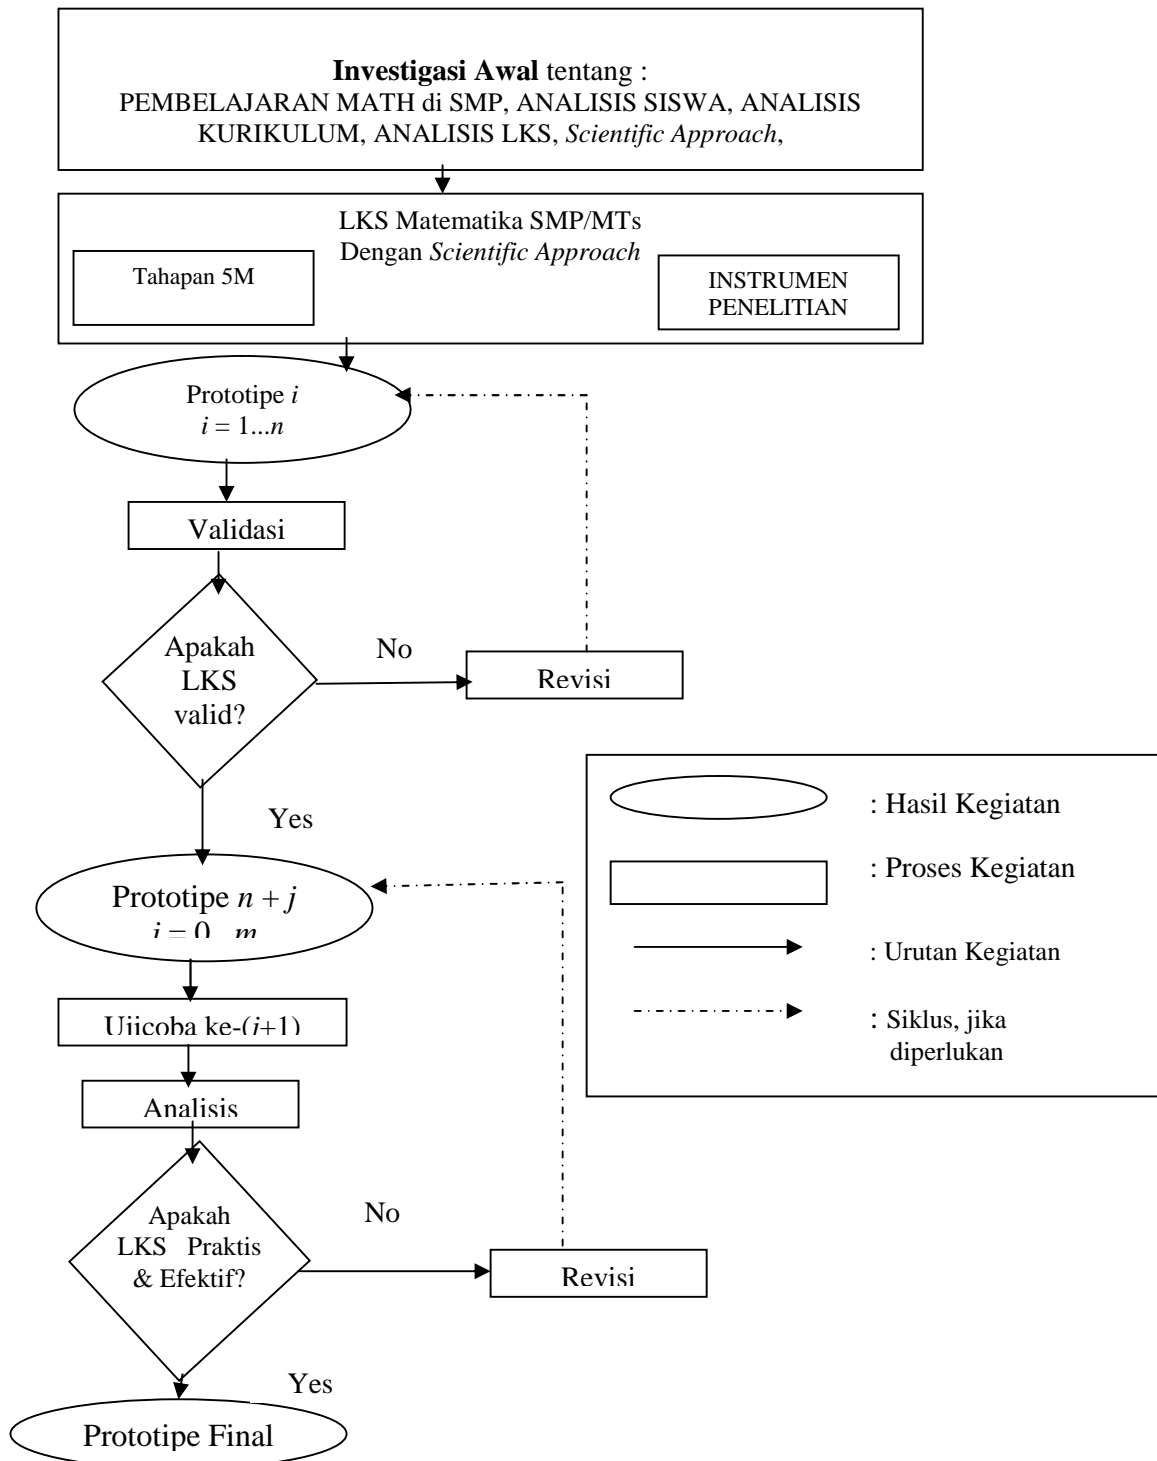 Investigasi Awal tentang :
PEMBELAJARAN MATH di SMP, ANALISIS SISWA, ANALISIS
KURIKULUM, ANALISIS LKS, Scientific Approach,
LKS Matematika SMP/MTs
Dengan Scientific Approach
Tahapan 5M
INSTRUMEN
PENELITIAN
Prototipe i
i = 1...n
Validasi
Apakah
LKS
valid?
No
Revisi
Yes
Prototipe n + j
= 0 m
Ujicoba ke-(j+1)
Analisis
Apakah
LKS Praktis
& Efektif?
No
Revisi
Yes
Prototipe Final
: Hasil Kegiatan
: Proses Kegiatan
: Urutan Kegiatan
: Siklus, jika
diperlukan